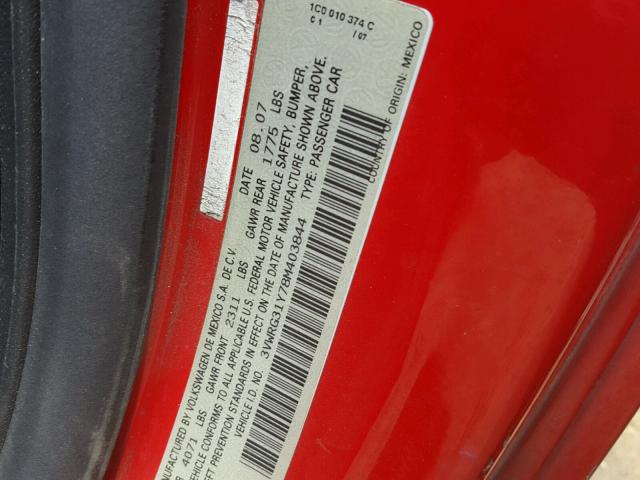 1C0 010 374 C
C 1 / 07
MANUFACTURED BY VOLKSWAGEN DE MEXICO S.A. DE C.V. DATE 08.07
4071 LBS GAWR FRONT 2311 LBS GAWR REAR 1775 LBS
VEHICLE CONFORMS TO ALL APPLICABLE U.S. FEDERAL MOTOR VEHICLE SAFETY, BUMPER,
THEFT PREVENTION STANDARDS IN EFFECT ON THE DATE OF MANUFACTURE SHOWN ABOVE.
VEHICLE I.D. NO. 3VWRG31Y78M403844 TYPE: PASSENGER CAR
COUNTRY OF ORIGIN: MEXICO